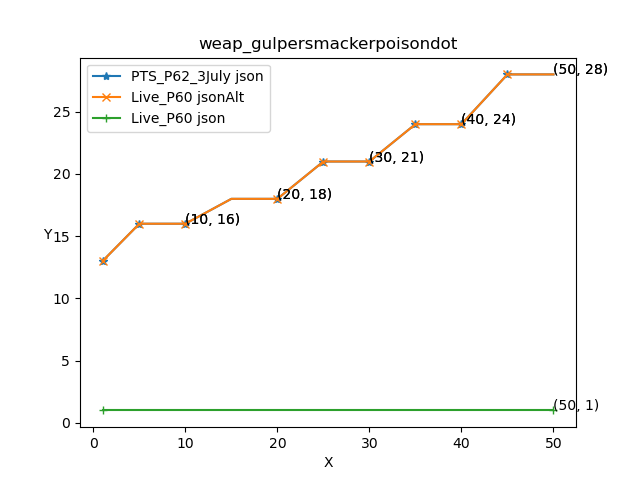 weap_gulpersmackerpoisondot
PTS_P62_3July json
Live_P60 jsonAlt
Live_P60 json
(50, 28)
(40, 24)
(30, 21)
(20, 18)
(10, 16)
(50, 1)
Y
25
20
15
10
5
0
0 10 20 30 40 50
X